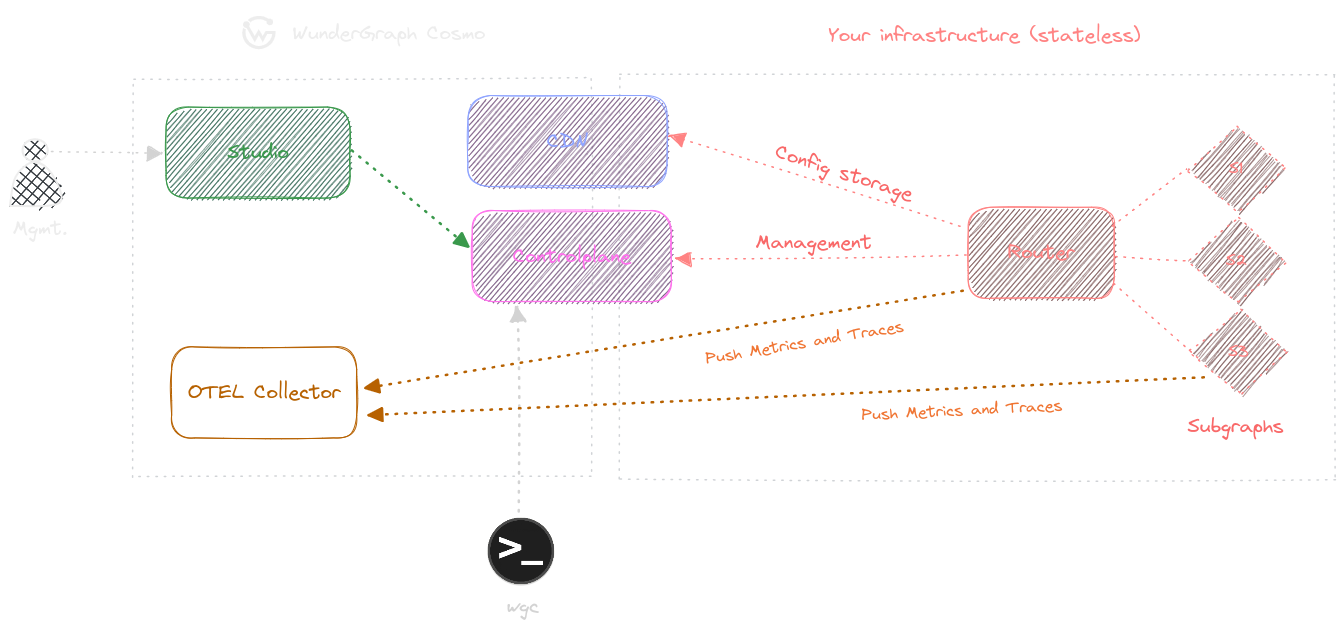 WunderGraph Cosmo
Your infrastructure (stateless)
Studio
CDN
Config storage
S1
Mgmt.
Controlplane
Management
Router
S2
Push Metrics and Traces
S3
OTEL Collector
Push Metrics and Traces
Subgraphs
>_
wgc